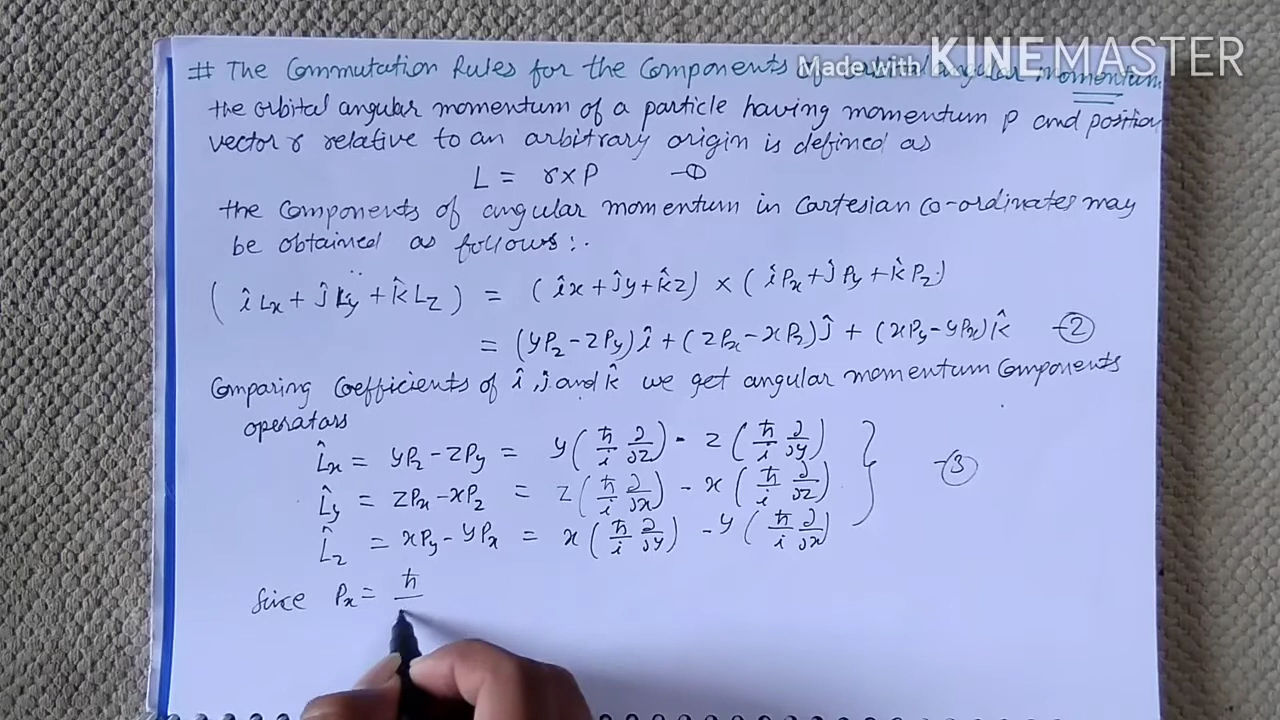 # The Commutation Rules for the Components of orbital angular momentum
Made With KINEMASTER
the orbital angular momentum of a particle having momentum p and position
vector r relative to an arbitrary origin is defined as
L = r×P —①
the components of angular momentum in Cartesian co-ordinates may
be obtained as follows:.
(îLx + ĵLy + k̂Lz) = (îx + ĵy + k̂z) × (îPx + ĵPy + k̂Pz)
= (yPz - zPy)î + (zPx - xPz)ĵ + (xPy - yPx)k̂ —②
Comparing Coefficients of î, j and k̂ we get angular momentum Components
operators
L̂x = yPz - zPy = y(ħ/i ∂/∂z) - z(ħ/i ∂/∂y)
L̂y = zPx - xPz = z(ħ/i ∂/∂x) - x(ħ/i ∂/∂z) —③
L̂z = xPy - yPx = x(ħ/i ∂/∂y) - y(ħ/i ∂/∂x)
Since Px = ħ/